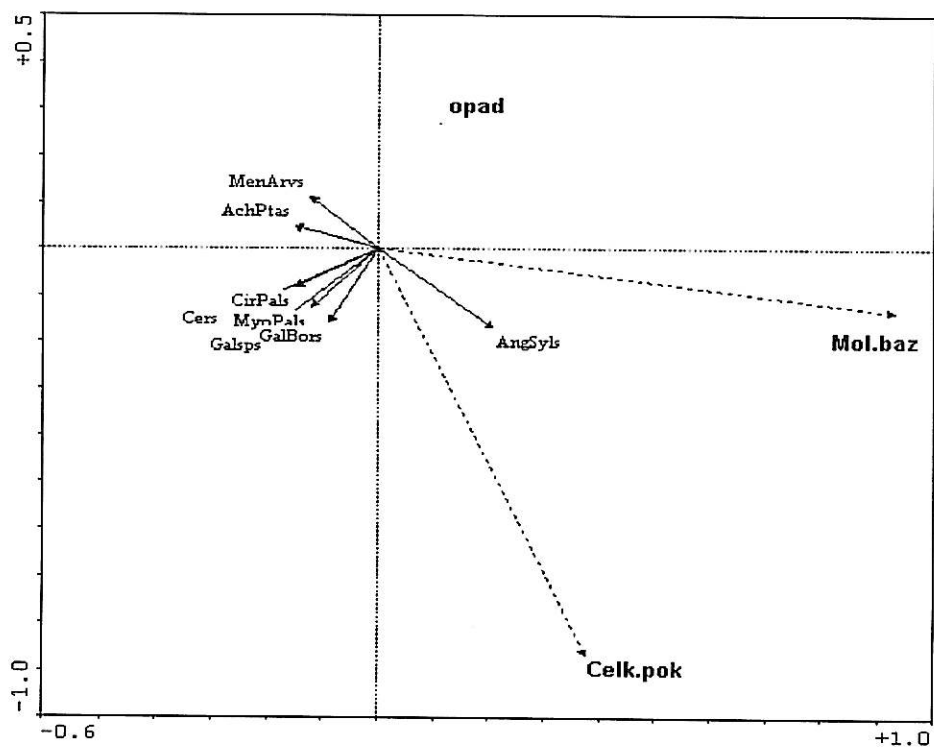 +0.5
opad
MenArvs
AchPtas
CirPals
Cers MyoPals
Galsps GalBors
AngSyls
Mol.baz
Celk.pok
-1.0
-0.6 +1.0